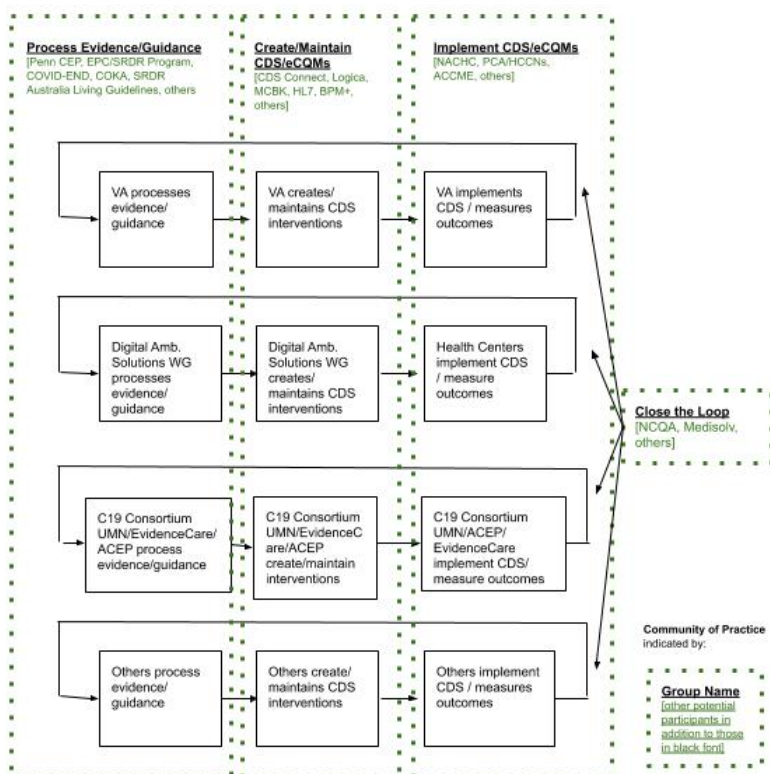 Process Evidence/Guidance
[Penn CEP, EPC/SRDR Program,
COVID-END, COKA, SRDR
Australia Living Guidelines, others
Create/Maintain
CDS/eCQMs
[CDS Connect, Logica,
MCBK, HL7, BPM+,
others]
Implement CDS/eCQMs
[NACHC, PCA/HCCNs,
ACCME, others]
VA processes
evidence/
guidance
VA creates/
maintains CDS
interventions
VA implements
CDS / measures
outcomes
Digital Amb.
Solutions WG
processes
evidence/
guidance
Digital Amb.
Solutions WG
creates/
maintains CDS
interventions
Health Centers
implement CDS
/ measure
outcomes
Close the Loop
[NCQA, Medisolv,
others]
C19 Consortium
UMN/EvidenceCare/
ACEP process
evidence/guidance
C19 Consortium
UMN/EvidenceC
are/ACEP
create/maintain
interventions
C19 Consortium
UMN/ACEP/
EvidenceCare
implement CDS/
measure outcomes
Others process
evidence/
guidance
Others create/
maintains CDS
interventions
Others implement
CDS / measures
outcomes
Community of Practice
indicated by:
Group Name
[other potential
participants in
addition to those
in black font]